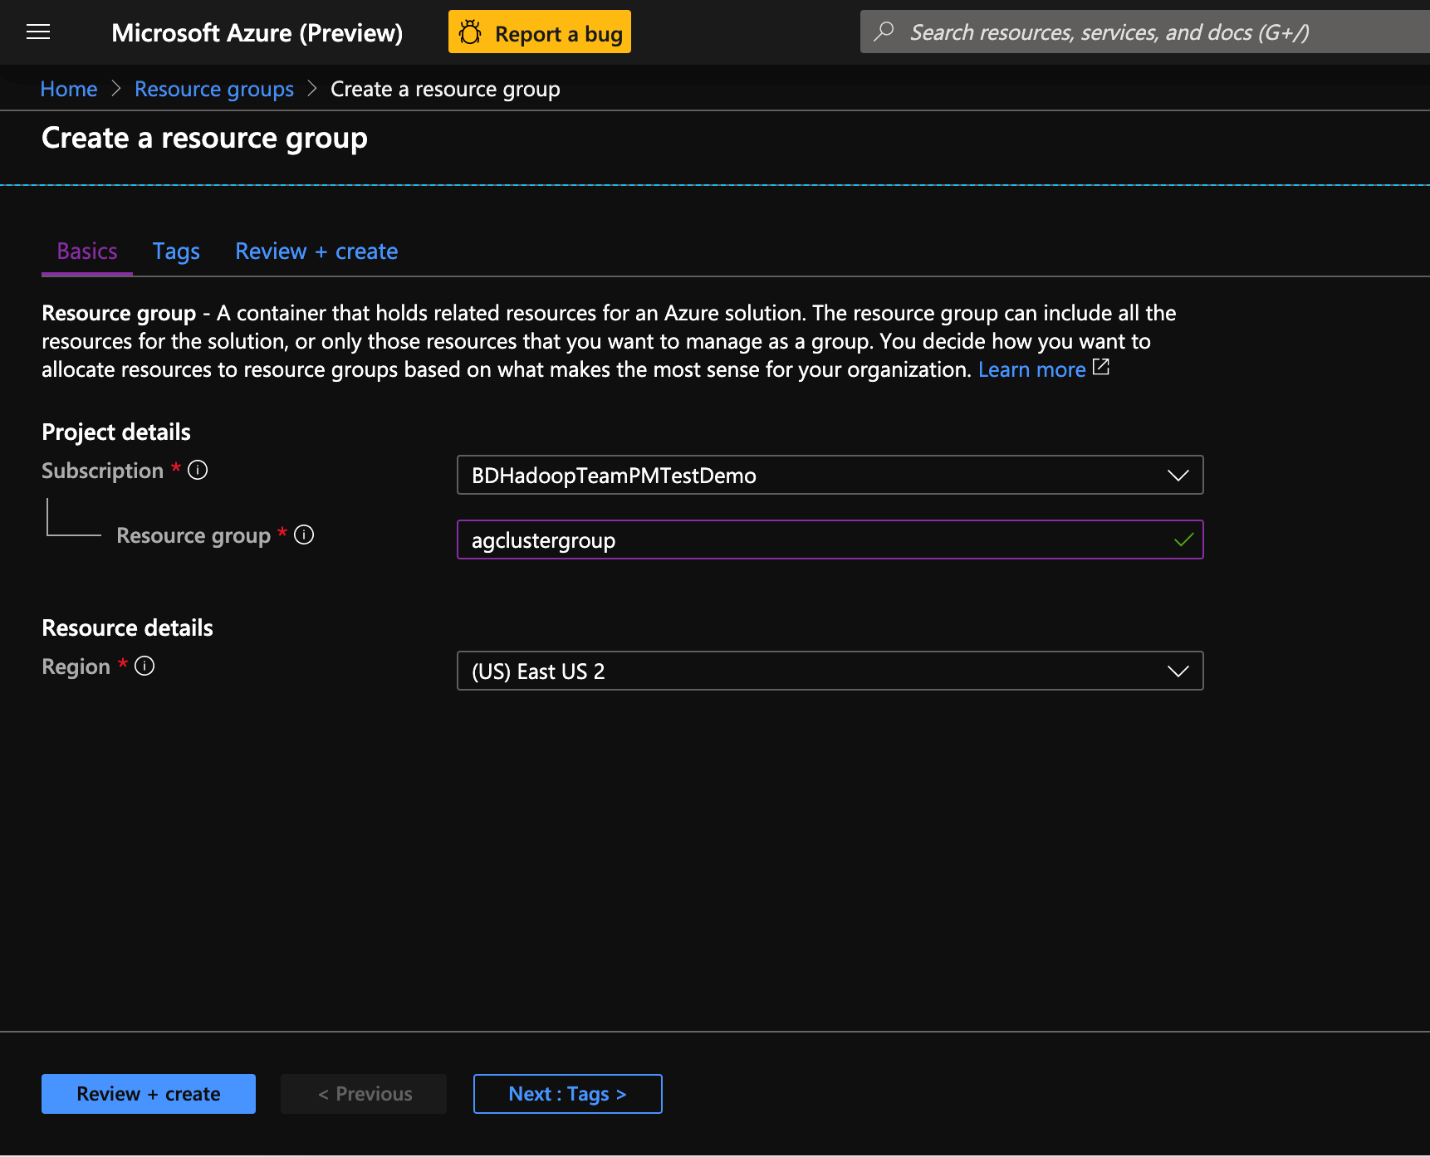 Microsoft Azure (Preview) Report a bug Search resources, services, and docs (G+/)
Home > Resource groups > Create a resource group
Create a resource group
Basics Tags Review + create
Resource group - A container that holds related resources for an Azure solution. The resource group can include all the
resources for the solution, or only those resources that you want to manage as a group. You decide how you want to
allocate resources to resource groups based on what makes the most sense for your organization. Learn more
Project details
Subscription * BDHadoopTeamPMTestDemo
Resource group * agclustergroup
Resource details
Region * (US) East US 2
Review + create < Previous Next : Tags >